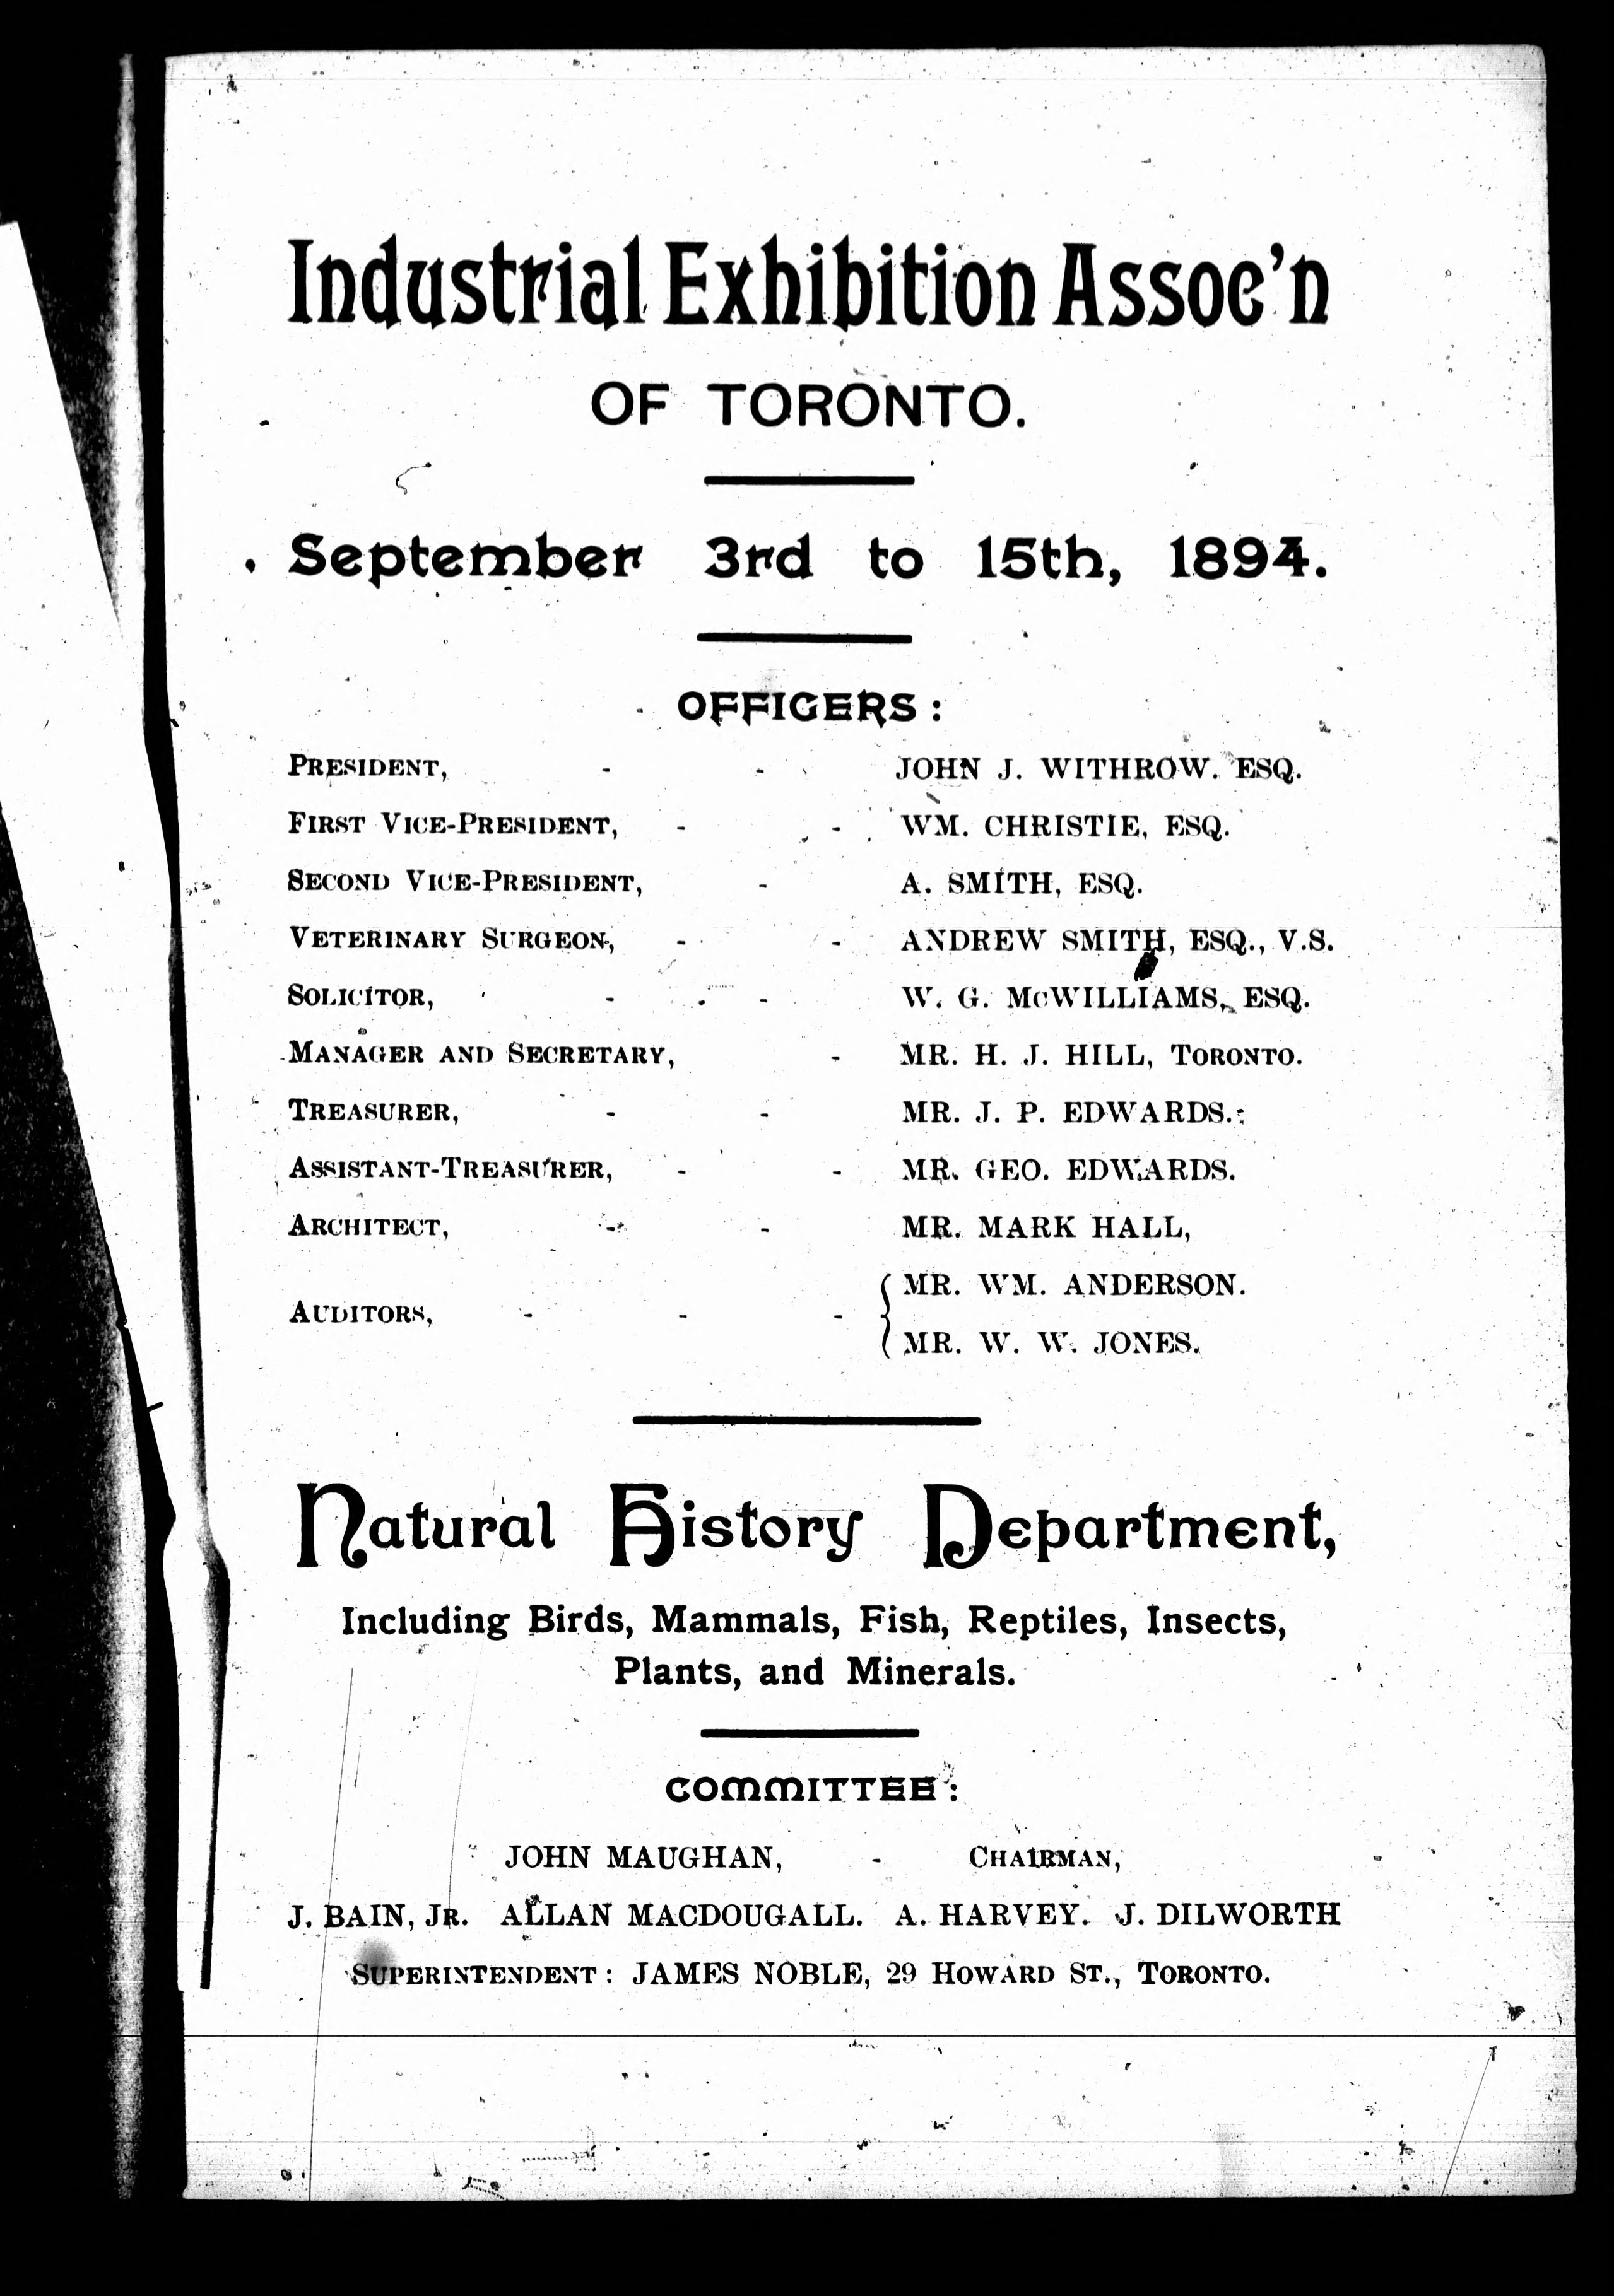 Industrial Exhibition Assoc'n
OF TORONTO.
September 3rd to 15th, 1894.
OFFICERS:
PRESIDENT, - - JOHN J. WITHROW. ESQ.
FIRST VICE-PRESIDENT, - - WM. CHRISTIE, ESQ.
SECOND VICE-PRESIDENT, - A. SMITH, ESQ.
VETERINARY SURGEON, - - ANDREW SMITH, ESQ., V.S.
SOLICITOR, - - W. G. McWILLIAMS, ESQ.
MANAGER AND SECRETARY, - MR. H. J. HILL, TORONTO.
TREASURER, - - MR. J. P. EDWARDS.
ASSISTANT-TREASURER, - - MR. GEO. EDWARDS.
ARCHITECT, - - MR. MARK HALL,
AUDITORS, - - - { MR. WM. ANDERSON.
MR. W. W. JONES.
Natural History Department,
Including Birds, Mammals, Fish, Reptiles, Insects,
Plants, and Minerals.
COMMITTEE:
JOHN MAUGHAN, - CHAIRMAN,
J. BAIN, JR. ALLAN MACDOUGALL. A. HARVEY. J. DILWORTH
SUPERINTENDENT: JAMES NOBLE, 29 HOWARD ST., TORONTO.